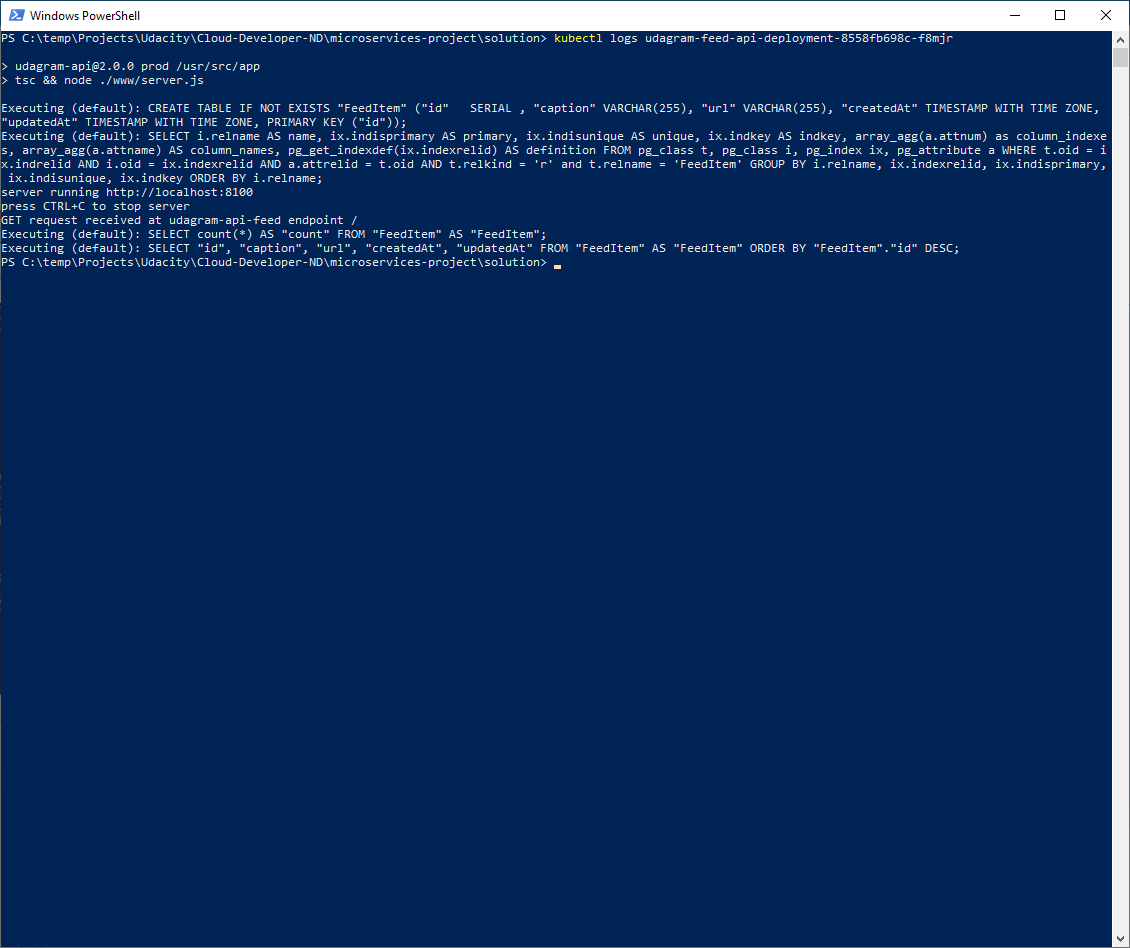 Windows PowerShell
PS C:\temp\Projects\Udacity\Cloud-Developer-ND\microservices-project\solution> kubectl logs udagram-feed-api-deployment-8558fb698c-f8mjr
> udagram-api@2.0.0 prod /usr/src/app
> tsc && node ./www/server.js
Executing (default): CREATE TABLE IF NOT EXISTS "FeedItem" ("id"   SERIAL , "caption" VARCHAR(255), "url" VARCHAR(255), "createdAt" TIMESTAMP WITH TIME ZONE,
"updatedAt" TIMESTAMP WITH TIME ZONE, PRIMARY KEY ("id"));
Executing (default): SELECT i.relname AS name, ix.indisprimary AS primary, ix.indisunique AS unique, ix.indkey AS indkey, array_agg(a.attnum) as column_indexe
s, array_agg(a.attname) AS column_names, pg_get_indexdef(ix.indexrelid) AS definition FROM pg_class t, pg_class i, pg_index ix, pg_attribute a WHERE t.oid = i
x.indrelid AND i.oid = ix.indexrelid AND a.attrelid = t.oid AND t.relkind = 'r' and t.relname = 'FeedItem' GROUP BY i.relname, ix.indexrelid, ix.indisprimary,
 ix.indisunique, ix.indkey ORDER BY i.relname;
server running http://localhost:8100
press CTRL+C to stop server
GET request received at udagram-api-feed endpoint /
Executing (default): SELECT count(*) AS "count" FROM "FeedItem" AS "FeedItem";
Executing (default): SELECT "id", "caption", "url", "createdAt", "updatedAt" FROM "FeedItem" AS "FeedItem" ORDER BY "FeedItem"."id" DESC;
PS C:\temp\Projects\Udacity\Cloud-Developer-ND\microservices-project\solution>